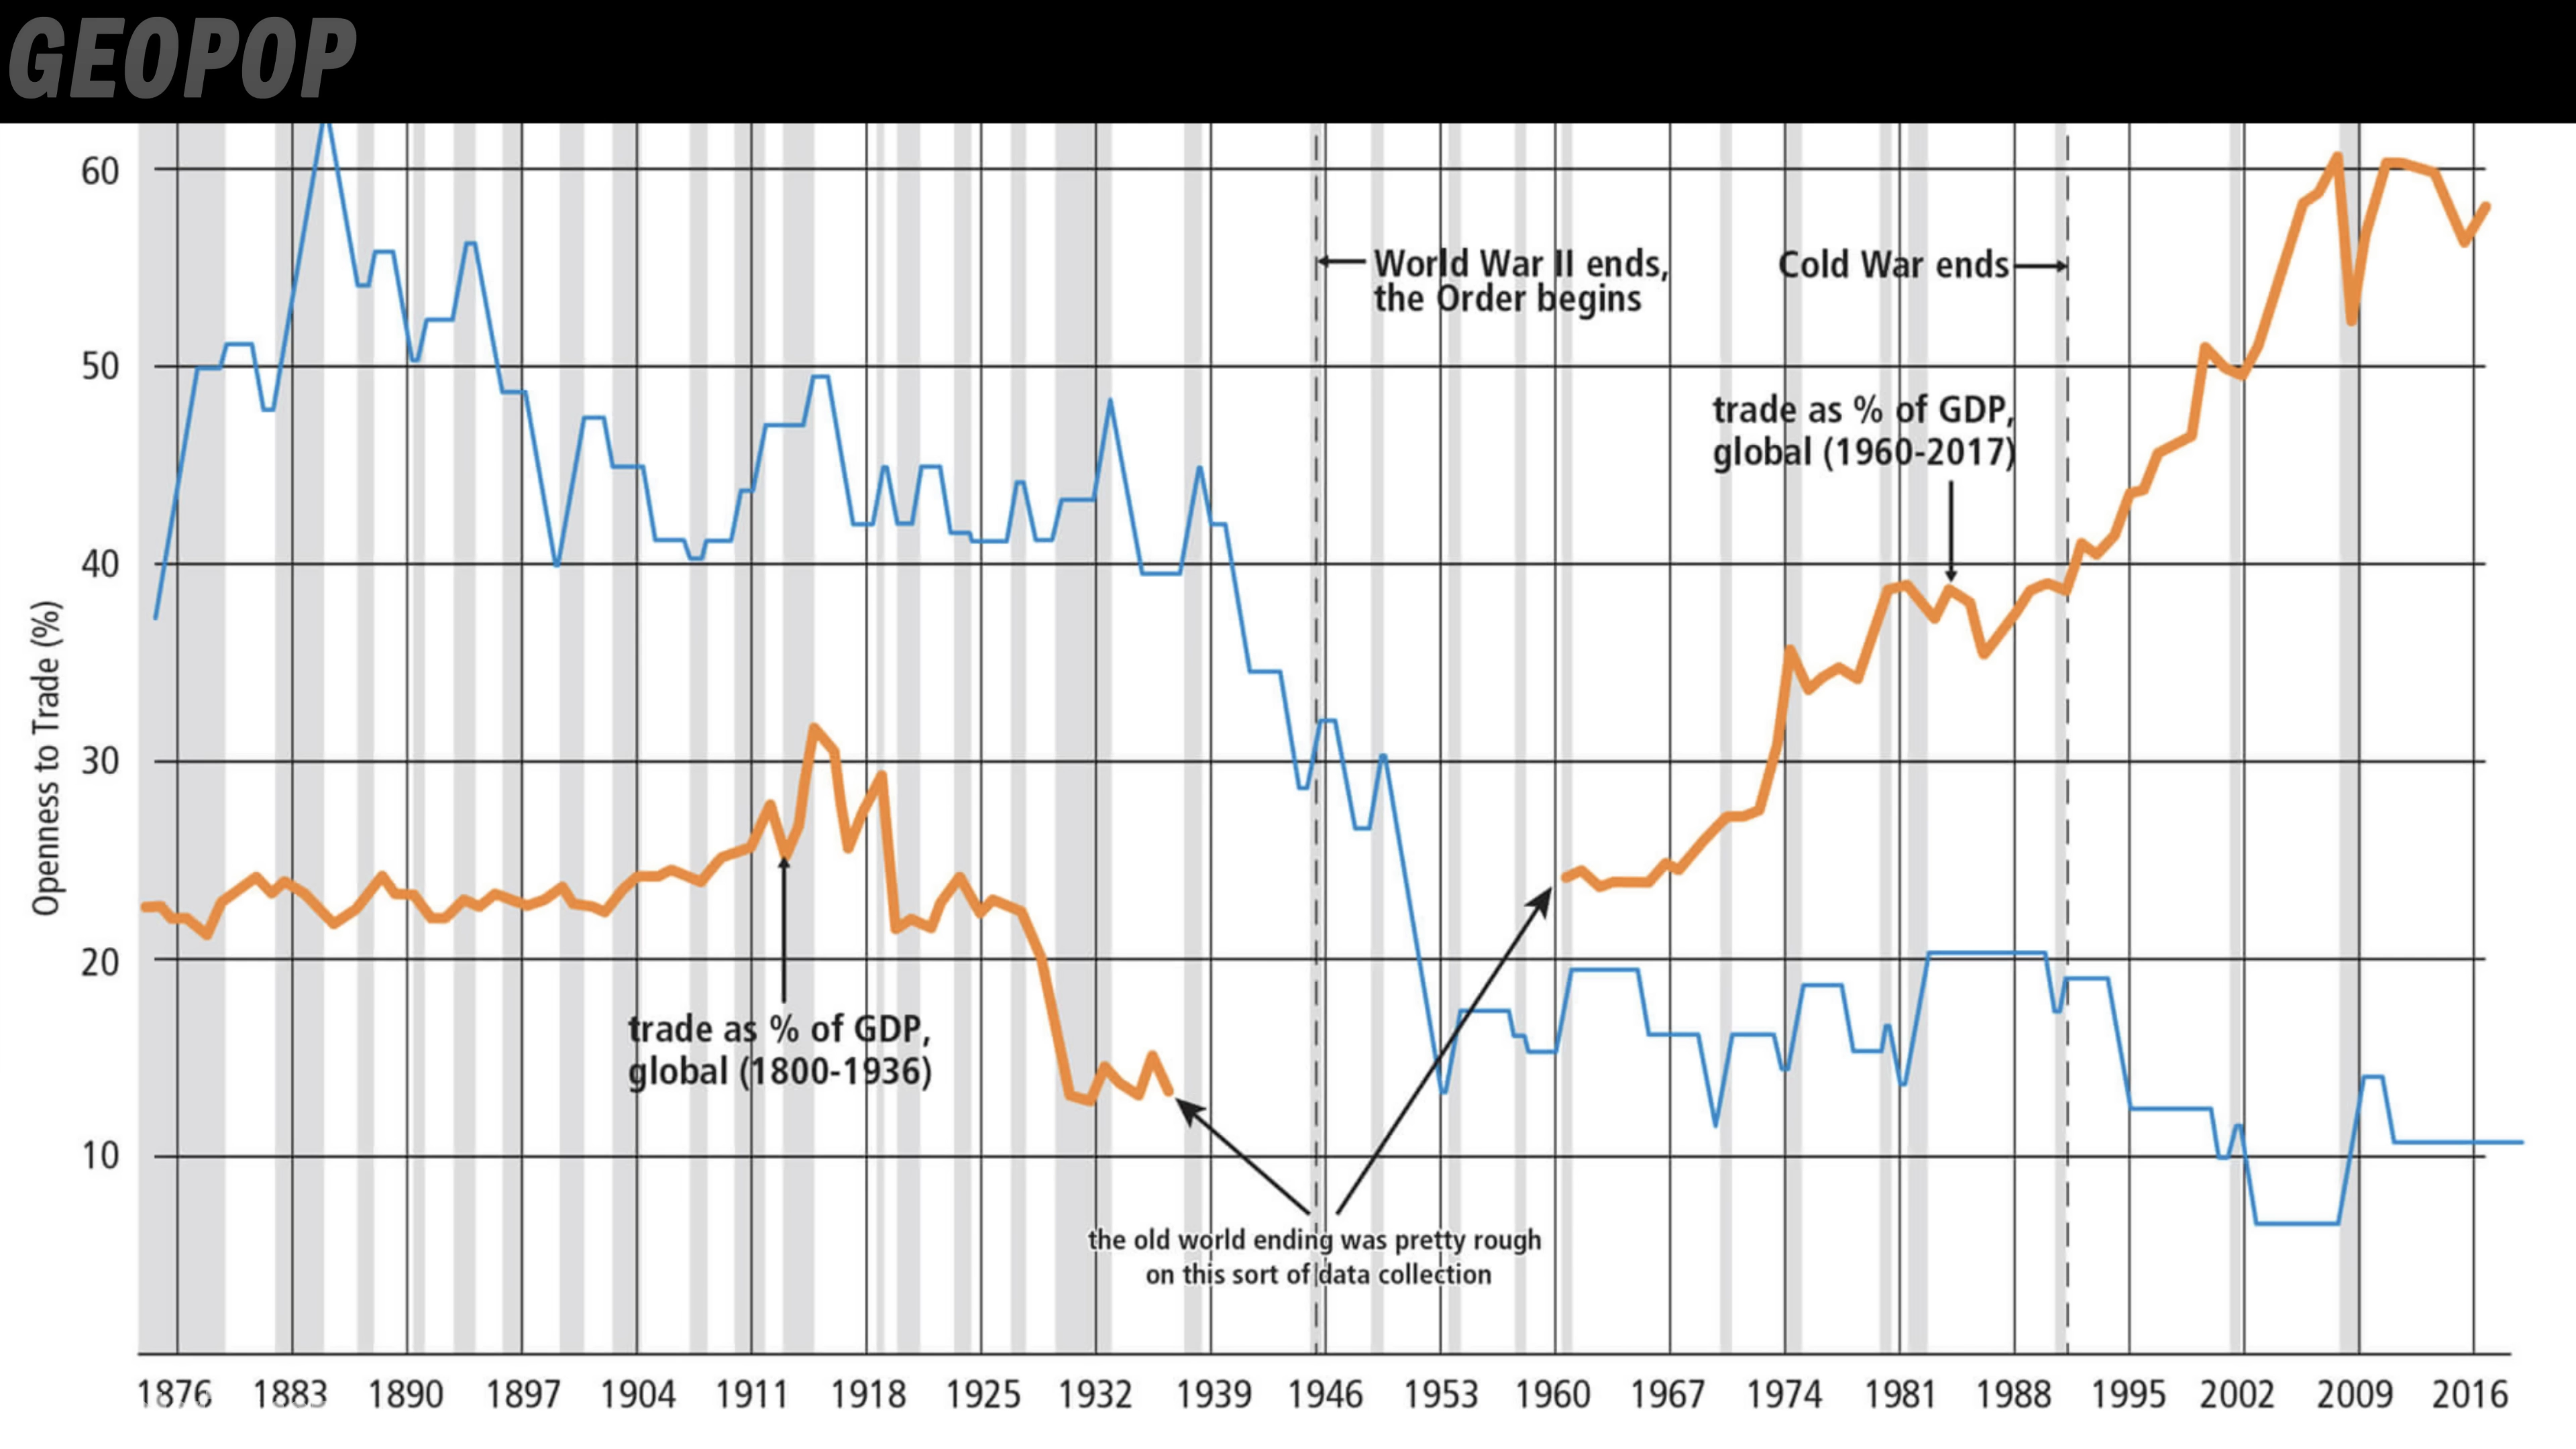 GEOPOP
60
50
40
30
20
10
Openness to Trade (%)
World War II ends,
the Order begins
Cold War ends
trade as % of GDP,
global (1960-2017)
trade as % of GDP,
global (1800-1936)
the old world ending was pretty rough
on this sort of data collection
1876 1883 1890 1897 1904 1911 1918 1925 1932 1939 1946 1953 1960 1967 1974 1981 1988 1995 2002 2009 2016